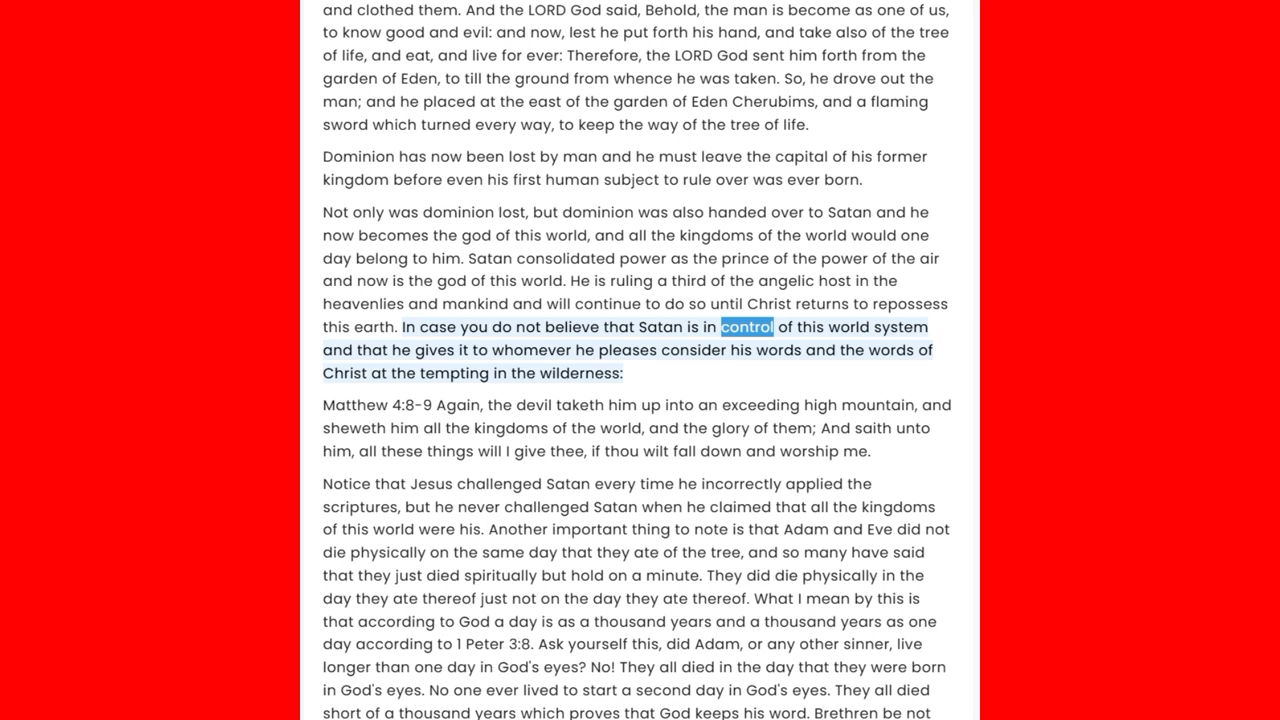 and clothed them. And the LORD God said, Behold, the man is become as one of us,
to know good and evil: and now, lest he put forth his hand, and take also of the tree
of life, and eat, and live for ever: Therefore, the LORD God sent him forth from the
garden of Eden, to till the ground from whence he was taken. So, he drove out the
man; and he placed at the east of the garden of Eden Cherubims, and a flaming
sword which turned every way, to keep the way of the tree of life.
Dominion has now been lost by man and he must leave the capital of his former
kingdom before even his first human subject to rule over was ever born.
Not only was dominion lost, but dominion was also handed over to Satan and he
now becomes the god of this world, and all the kingdoms of the world would one
day belong to him. Satan consolidated power as the prince of the power of the air
and now is the god of this world. He is ruling a third of the angelic host in the
heavenlies and mankind and will continue to do so until Christ returns to repossess
this earth. In case you do not believe that Satan is in control of this world system
and that he gives it to whomever he pleases consider his words and the words of
Christ at the tempting in the wilderness:
Matthew 4:8-9 Again, the devil taketh him up into an exceeding high mountain, and
sheweth him all the kingdoms of the world, and the glory of them; And saith unto
him, all these things will I give thee, if thou wilt fall down and worship me.
Notice that Jesus challenged Satan every time he incorrectly applied the
scriptures, but he never challenged Satan when he claimed that all the kingdoms
of this world were his. Another important thing to note is that Adam and Eve did not
die physically on the same day that they ate of the tree, and so many have said
that they just died spiritually but hold on a minute. They did die physically in the
day they ate thereof just not on the day they ate thereof. What I mean by this is
that according to God a day is as a thousand years and a thousand years as one
day according to 1 Peter 3:8. Ask yourself this, did Adam, or any other sinner, live
longer than one day in God's eyes? No! They all died in the day that they were born
in God's eyes. No one ever lived to start a second day in God's eyes. They all died
short of a thousand years which proves that God keeps his word. Brethren be not